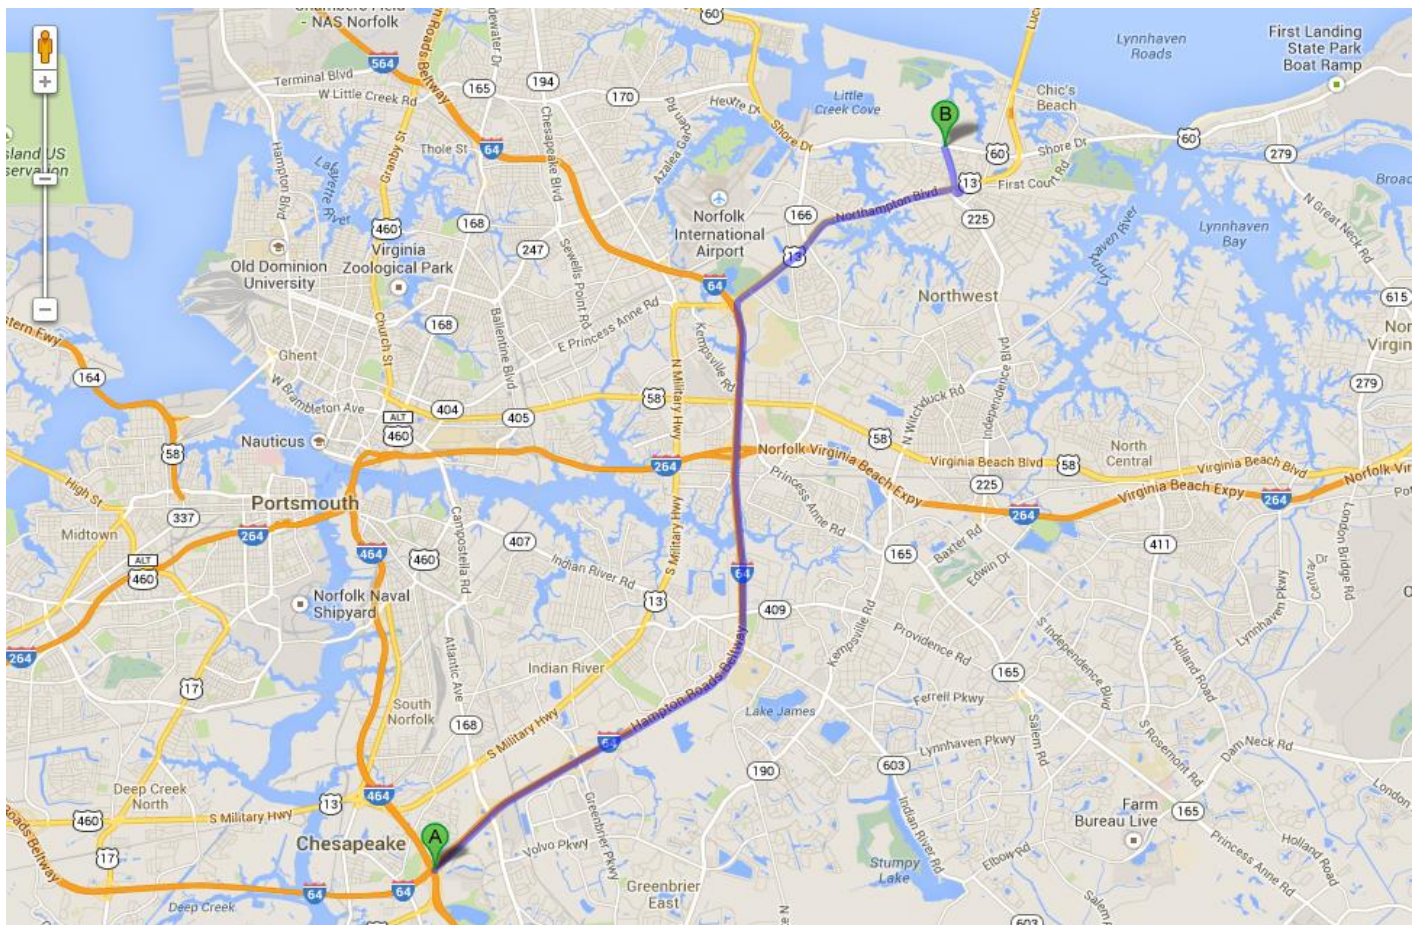 - NAS Norfolk
60
Lynnhaven
Roads
First Landing
State Park
Boat Ramp
564
Terminal Blvd
W Little Creek Rd
165
194
170
Little
Creek Cove
Chic's
Beach
B
Hampton Blvd
Granby St
Thole St
64
Chesapeake Blvd
Azalea Garden Rd
Shore Dr
60
Shore Dr
60
279
Lafayette
River
13
First Court Rd
Norfolk
International
Airport
166
Northampton Blvd
225
N Great Neck Rd
460
168
247
Sewells Point Rd
13
Lynnhaven
Bay
Virginia
Zoological Park
Old Dominion
University
64
Northwest
615
168
E Princess Anne Rd
Kempsville Rd
Church St
Ballentine Blvd
N Military Hwy
Independence Blvd
Ghent
164
W Brambleton Ave
404
405
58
N Witchduck Rd
279
ALT
460
Nauticus
58
264
Norfolk Virginia Beach Expy
58
Virginia Beach Blvd
North
Central
58
Virginia Beach Blvd
High St
Portsmouth
Princess Anne Rd
225
Virginia Beach Expy
264
337
Midtown
264
464
Campostella Rd
407
S Military Hwy
264
London Bridge Rd
ALT
460
460
Indian River Rd
165
Baxter Rd
Edwin Dr
411
64
Norfolk Naval
Shipyard
13
409
Kempsville Rd
Providence Rd
S Independence Blvd
Lynnhaven Pkwy
264
17
Atlantic Ave
Indian River
Hampton Roads Beltway
165
Holland Road
South
Norfolk
Ferrell Pkwy
168
S Military Hwy
64
Lake James
Lynnhaven Pkwy
Salem Rd
S Rosemont Rd
Dam Neck Rd
190
603
Deep Creek
North
464
13
S Military Hwy
460
Greenbrier Pkwy
Indian River Rd
Farm
Bureau Live
165
London
A
Chesapeake
17
Volvo Pkwy
Stumpy
Lake
Elbow Rd
Princess Anne Rd
Holland Road
Roads Beltway
64
64
Deep Creek
Greenbrier
East
603